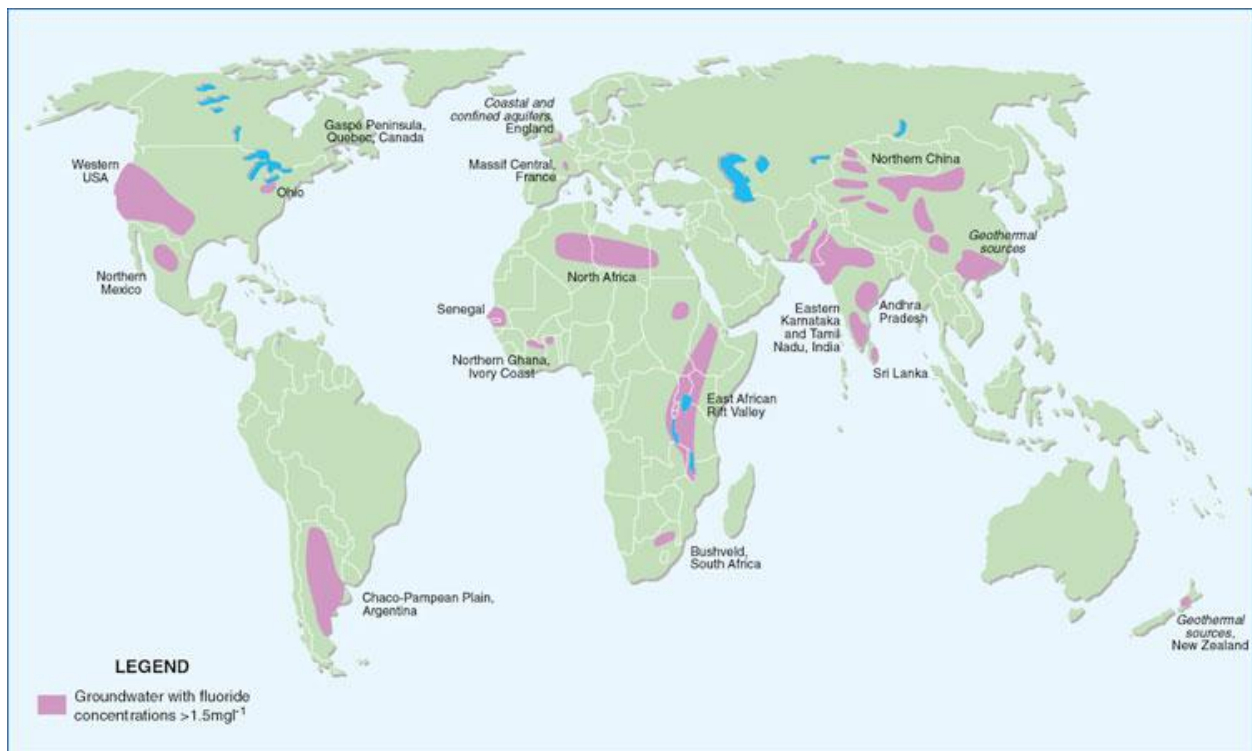 Gaspé Peninsula,
Quebec, Canada
Coastal and
confined aquifers,
England
Massif Central,
France
Western
USA
Ohio
Northern
Mexico
Northern China
Geothermal
sources
North Africa
Senegal
Northern Ghana,
Ivory Coast
Eastern
Karnataka
and Tamil
Nadu, India
Andhra
Pradesh
Sri Lanka
East African
Rift Valley
Bushveld,
South Africa
Chaco-Pampean Plain,
Argentina
Geothermal
sources,
New Zealand
LEGEND
Groundwater with fluoride
concentrations >1.5mgl⁻¹